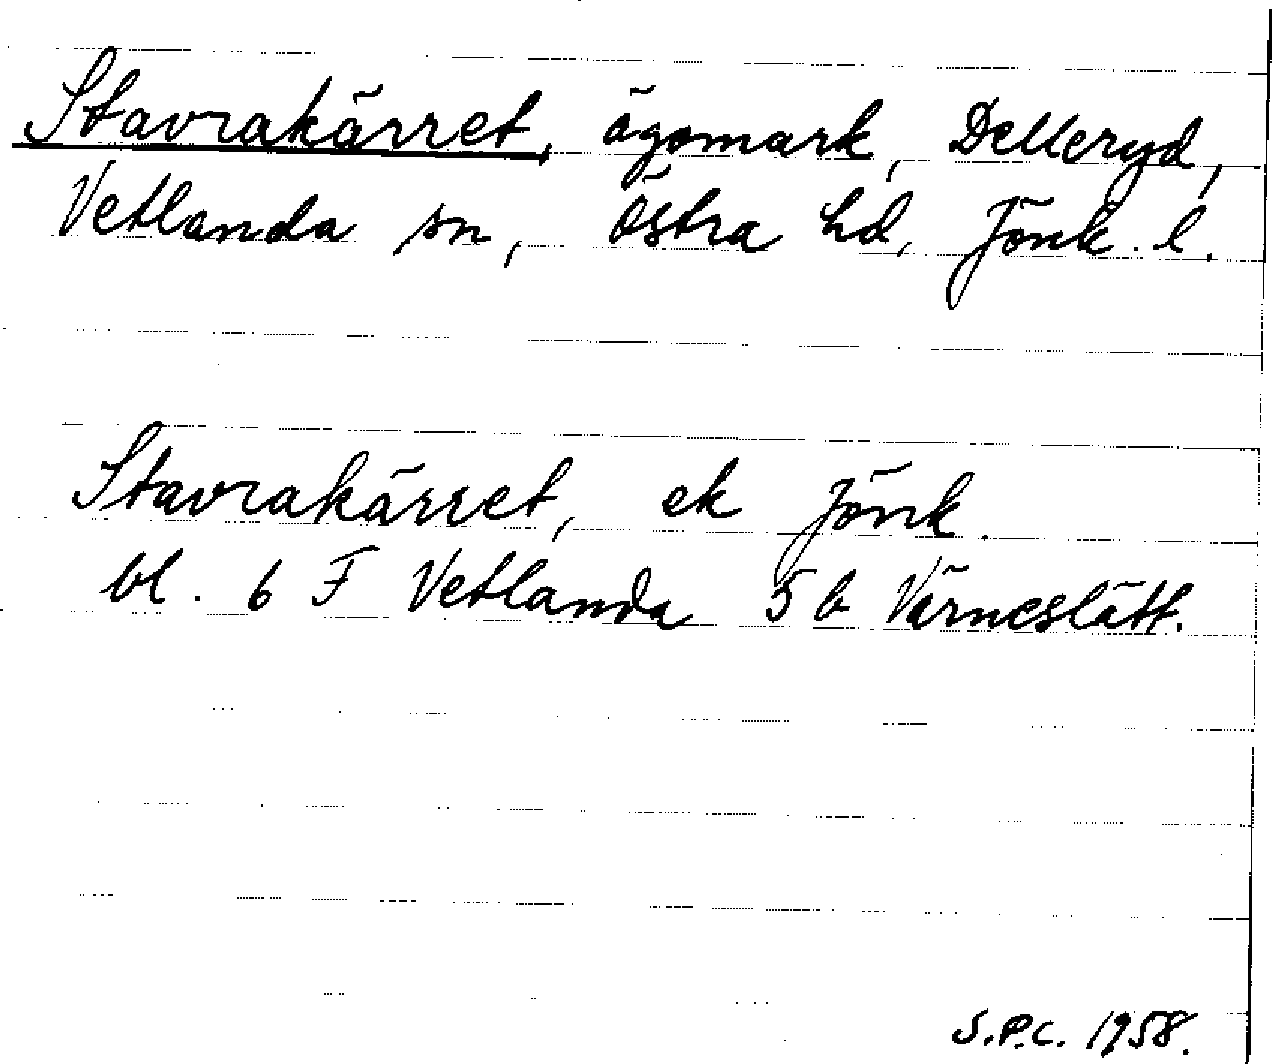 Stavrakärret, ägomark, Delleryd,
Vetlanda sn, Östra hd, Jönk. l.
Stavrakärret, ek Jönk.
bl. 6 F Vetlanda 5 b Värneslätt.
S.P.C. 1958.